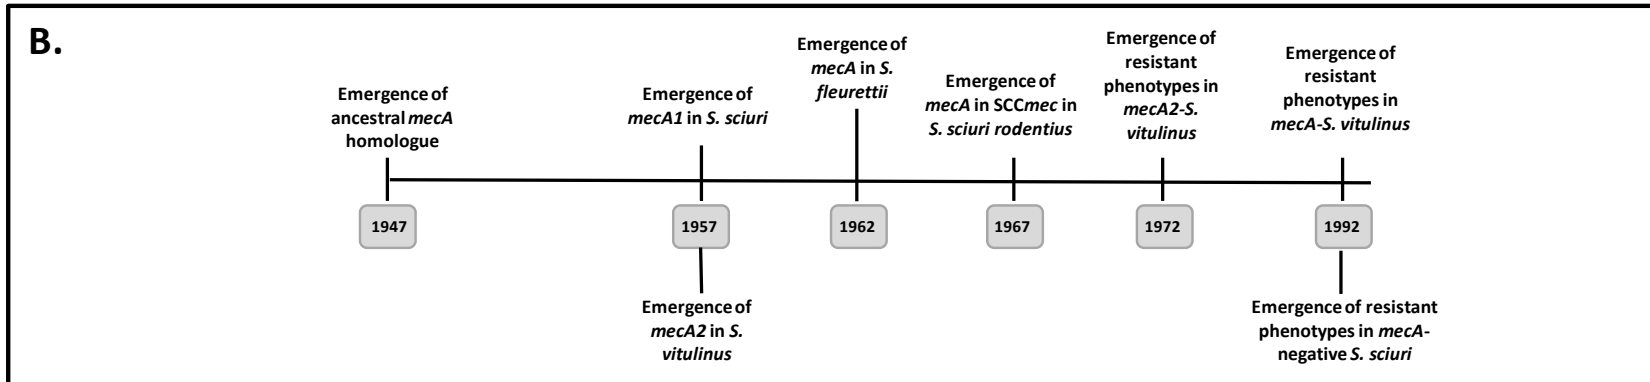 B.
Emergence of
ancestral mecA
homologue
Emergence of
mecA1 in S. sciuri
Emergence of
mecA in S.
fleurettii
Emergence of
mecA in SCCmec in
S. sciuri rodentius
Emergence of
resistant
phenotypes in
mecA2-S.
vitulinus
Emergence of
resistant
phenotypes in
mecA-S. vitulinus
1947
1957
1962
1967
1972
1992
Emergence of
mecA2 in S.
vitulinus
Emergence of resistant
phenotypes in mecA-
negative S. sciuri